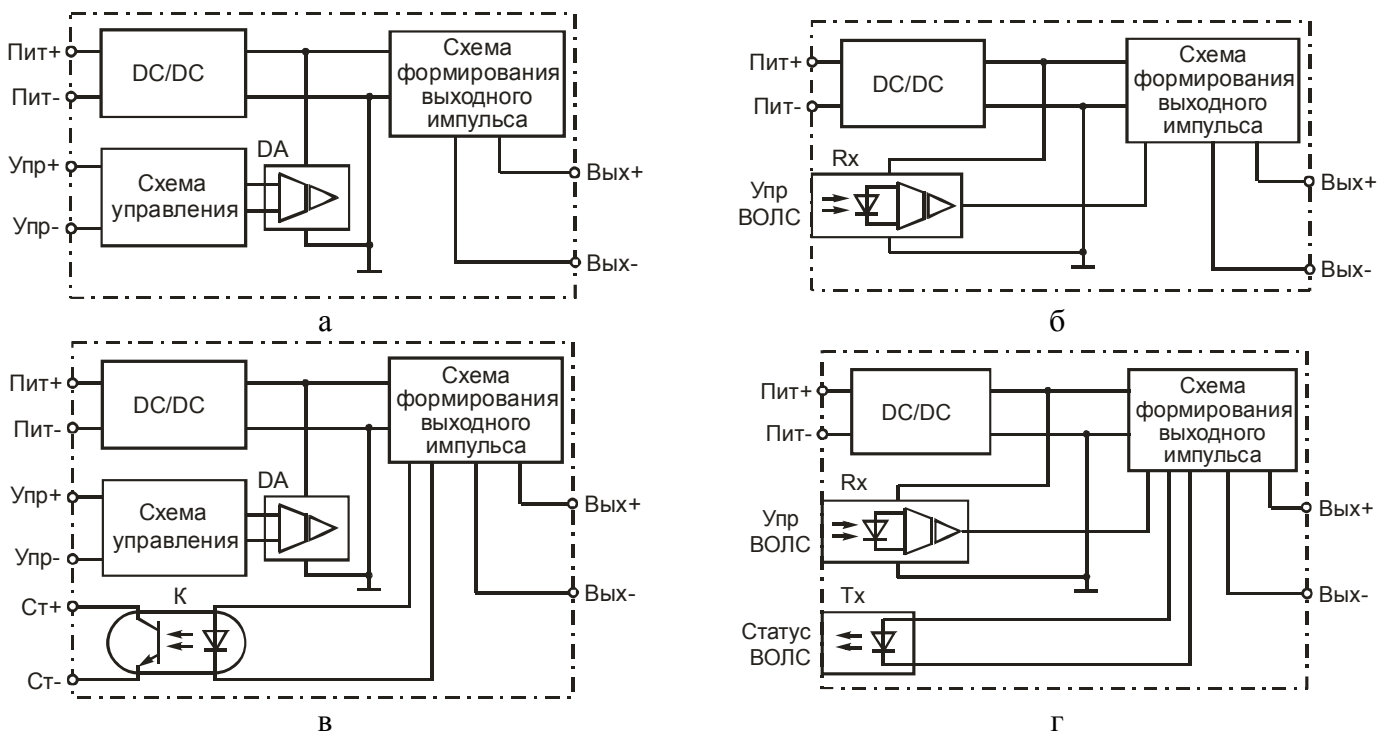 Пит+
Пит-
DC/DC
Схема
формирования
выходного
импульса
Упр+
Упр-
Схема
управления
DA
Вых+
Вых-
а
Пит+
Пит-
DC/DC
Схема
формирования
выходного
импульса
Rx
Упр
ВОЛС
Вых+
Вых-
б
Пит+
Пит-
DC/DC
Схема
формирования
выходного
импульса
Упр+
Упр-
Схема
управления
DA
Вых+
Вых-
К
Ст+
Ст-
в
Пит+
Пит-
DC/DC
Схема
формирования
выходного
импульса
Rx
Упр
ВОЛС
Вых+
Вых-
Tx
Статус
ВОЛС
г